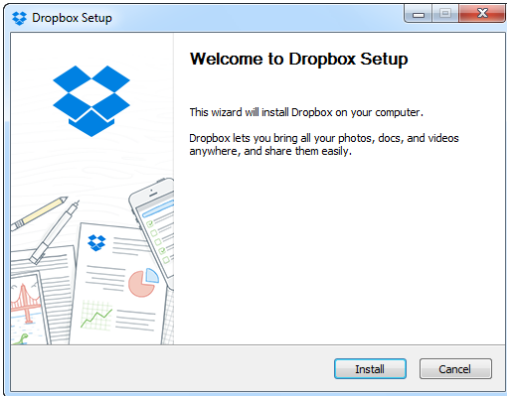 Dropbox Setup
Welcome to Dropbox Setup
This wizard will install Dropbox on your computer.
Dropbox lets you bring all your photos, docs, and videos
anywhere, and share them easily.
Install
Cancel